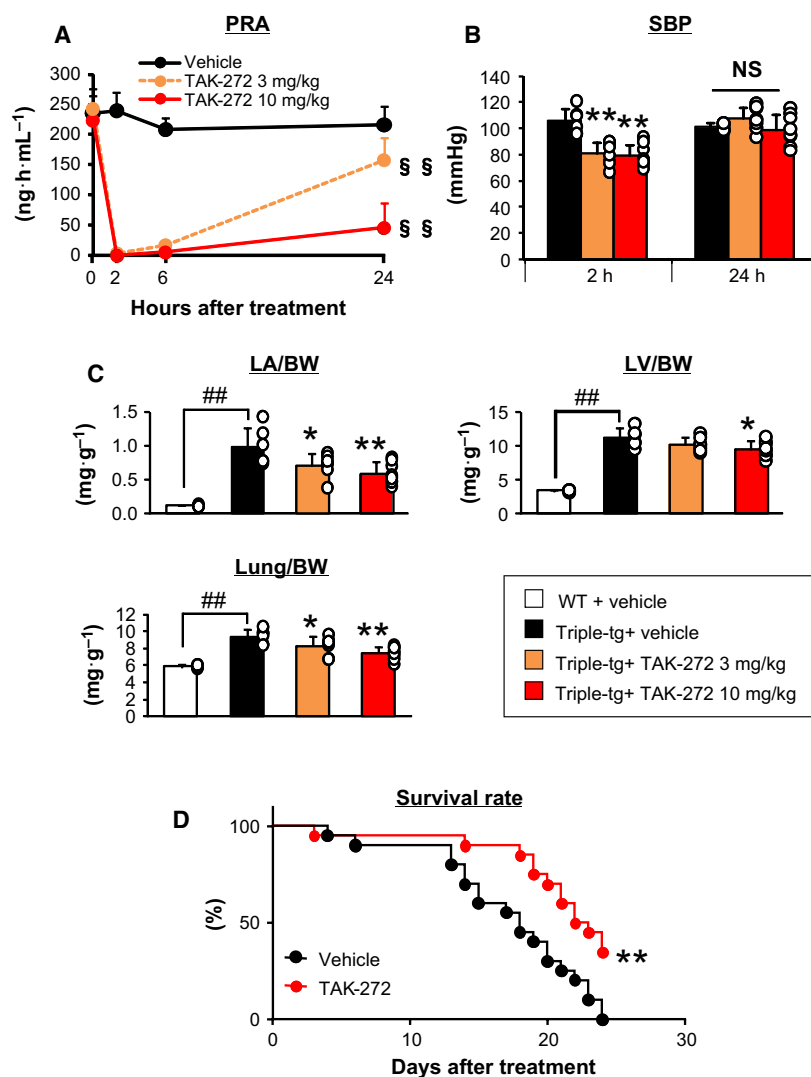 A
PRA
Vehicle
TAK-272 3 mg/kg
TAK-272 10 mg/kg
300
250
200
150
100
50
0
(ng·h·mL⁻¹)
§ §
§ §
0 2 6 24
Hours after treatment
B
SBP
NS
140
120
100
80
60
40
20
0
(mmHg)
** **
2 h 24 h
C
LA/BW
##
1.5
1.0
0.5
0.0
(mg·g⁻¹)
* **
LV/BW
##
15
10
5
0
(mg·g⁻¹)
*
Lung/BW
##
12
10
8
6
4
2
0
(mg·g⁻¹)
* **
WT + vehicle
Triple-tg+ vehicle
Triple-tg+ TAK-272 3 mg/kg
Triple-tg+ TAK-272 10 mg/kg
D
Survival rate
100
50
0
(%)
Vehicle
TAK-272
**
0 10 20 30
Days after treatment